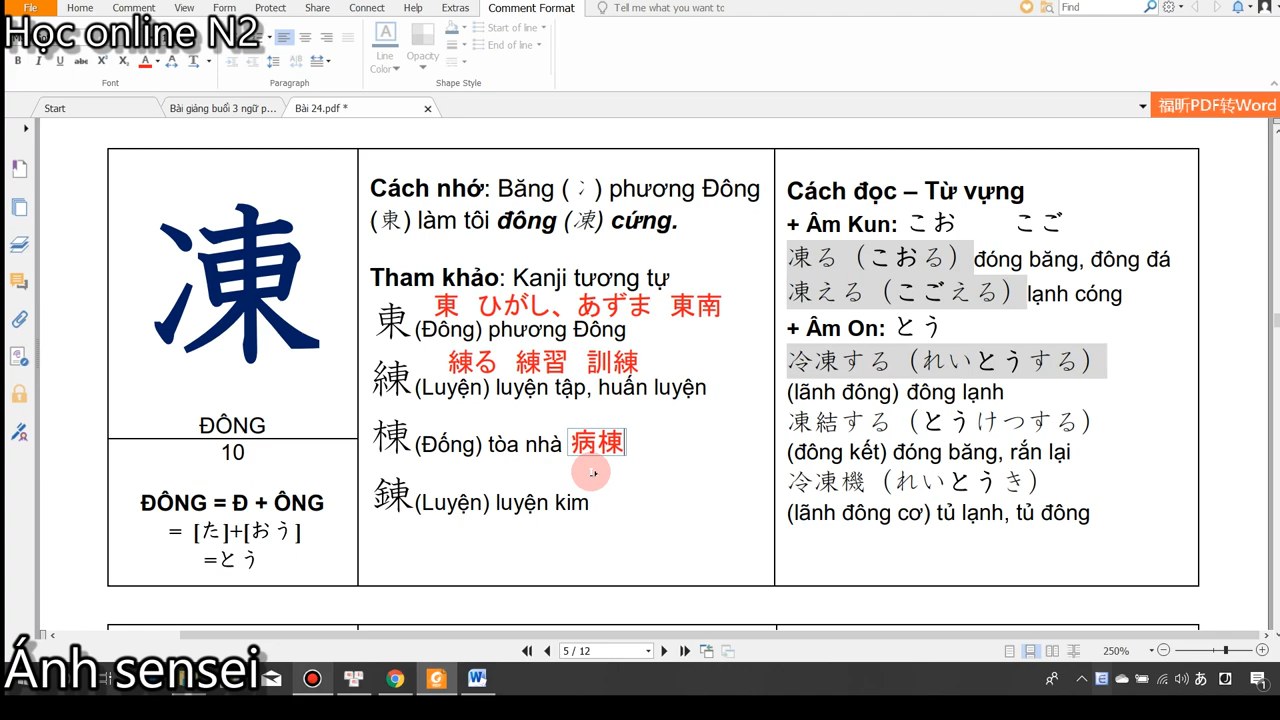 File Home Comment View Form Protect Share Connect Help Extras Comment Format Tell me what you want tc Find
Học online N2
Line Color
Opacity
Start of line
End of line
Font Paragraph Shape Style
Start Bài giảng buổi 3 ngữ p... Bài 24.pdf * 福昕PDF转Word
凍
ĐÔNG
10
ĐÔNG = Đ + ÔNG
= [た]+[おう]
=とう
Cách nhớ: Băng (冫) phương Đông
(東) làm tôi đông (凍) cứng.
Tham khảo: Kanji tương tự
東 ひがし、あずま 東南
東(Đông) phương Đông
練る 練習 訓練
練(Luyện) luyện tập, huấn luyện
棟(Đống) tòa nhà 病棟
錬(Luyện) luyện kim
Cách đọc – Từ vựng
+ Âm Kun: こお こご
凍る（こおる）đóng băng, đông đá
凍える（こごえる）lạnh cóng
+ Âm On: とう
冷凍する（れいとうする）
(lãnh đông) đông lạnh
凍結する（とうけつする）
(đông kết) đóng băng, rắn lại
冷凍機（れいとうき）
(lãnh đông cơ) tủ lạnh, tủ đông
5 / 12
250%
Ánh sensei